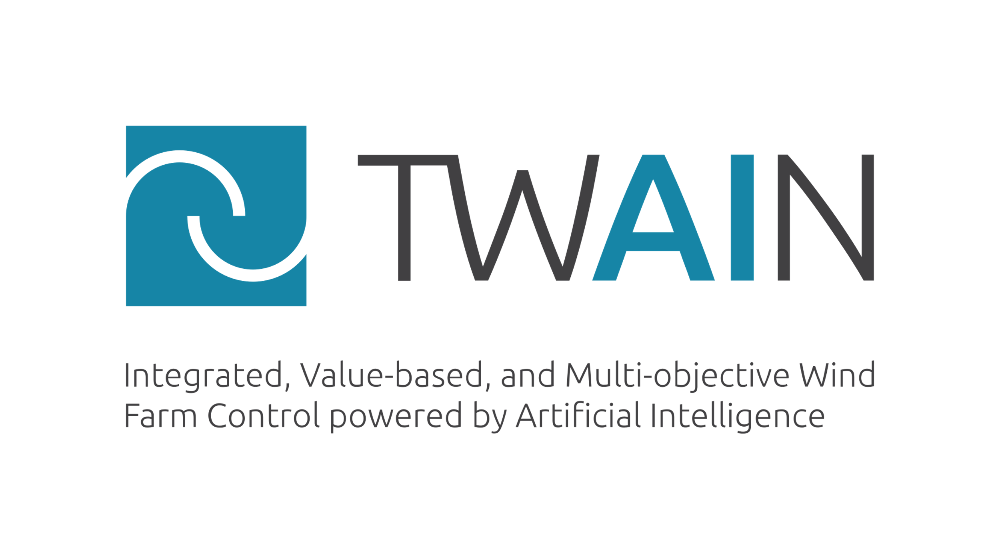 TWAIN
Integrated, Value-based, and Multi-objective Wind
Farm Control powered by Artificial Intelligence